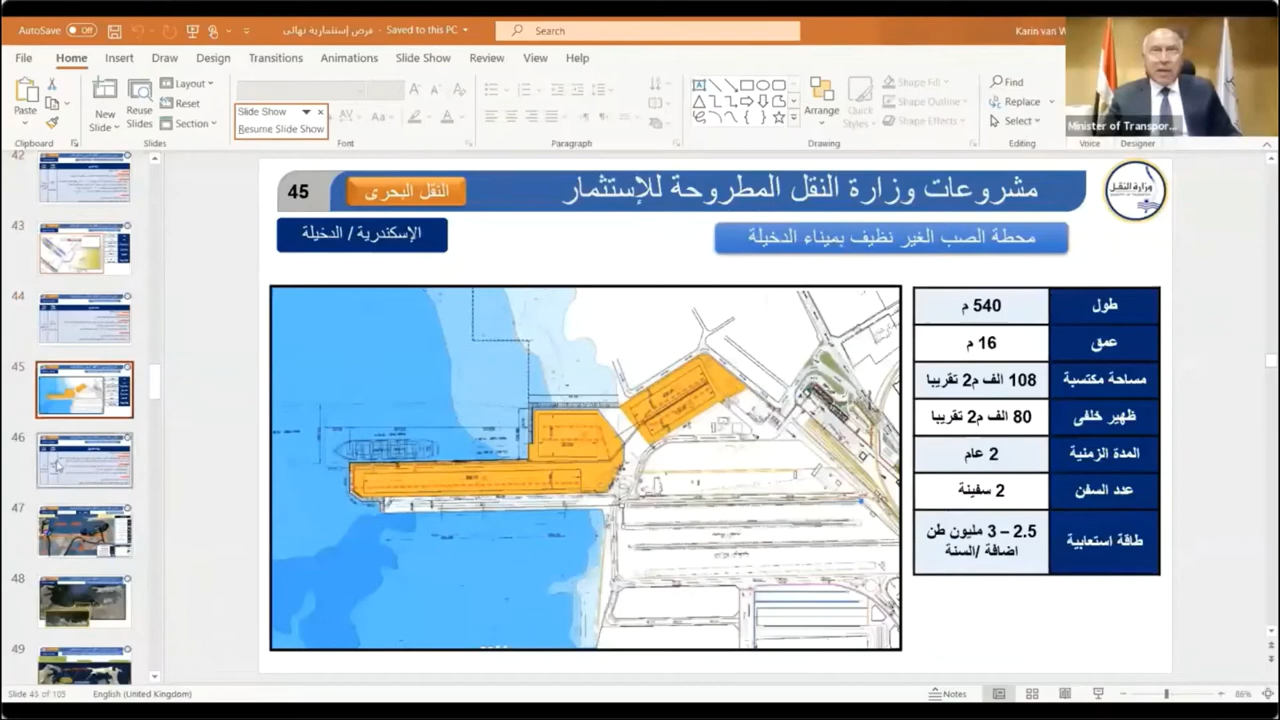 AutoSave Off فرص إستثمارية نهائى - Saved to this PC Search Karin van W
File Home Insert Draw Design Transitions Animations Slide Show Review View Help
Paste
New Slide
Reuse Slides
Layout
Reset
Section
Slide Show
Resume Slide Show
Arrange
Quick Styles
Shape Fill
Shape Outline
Shape Effects
Find
Replace
Select
Minister of Transpor...
Clipboard Slides Font Paragraph Drawing Editing Voice Designer
42
43
44
45
46
47
48
49
مشروعات وزارة النقل المطروحة للإستثمار
النقل البحرى
45
وزارة النقل
محطة الصب الغير نظيف بميناء الدخيلة
الإسكندرية / الدخيلة
طول 540 م
عمق 16 م
مساحة مكتسبة 108 الف م2 تقريبا
ظهير خلفى 80 الف م2 تقريبا
المدة الزمنية 2 عام
عدد السفن 2 سفينة
طاقة استعابية 2.5 – 3 مليون طن
اضافة /السنة
Slide 45 of 105 English (United Kingdom) Notes 86%